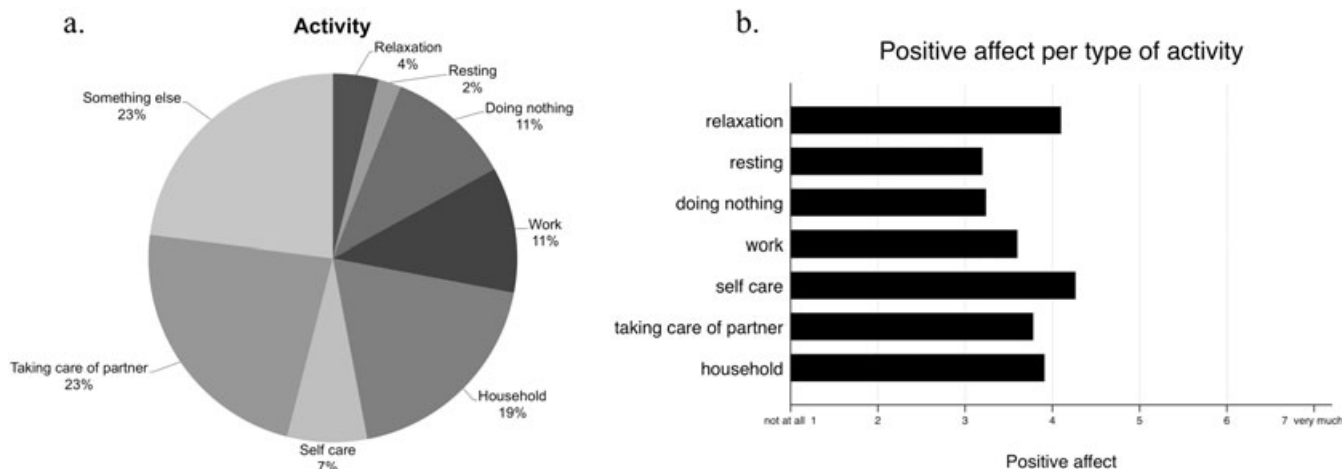 a.
Activity
Relaxation
4%
Resting
2%
Doing nothing
11%
Work
11%
Household
19%
Self care
7%
Taking care of partner
23%
Something else
23%
b.
Positive affect per type of activity
relaxation
resting
doing nothing
work
self care
taking care of partner
household
not at all 1 2 3 4 5 6 7 very much
Positive affect